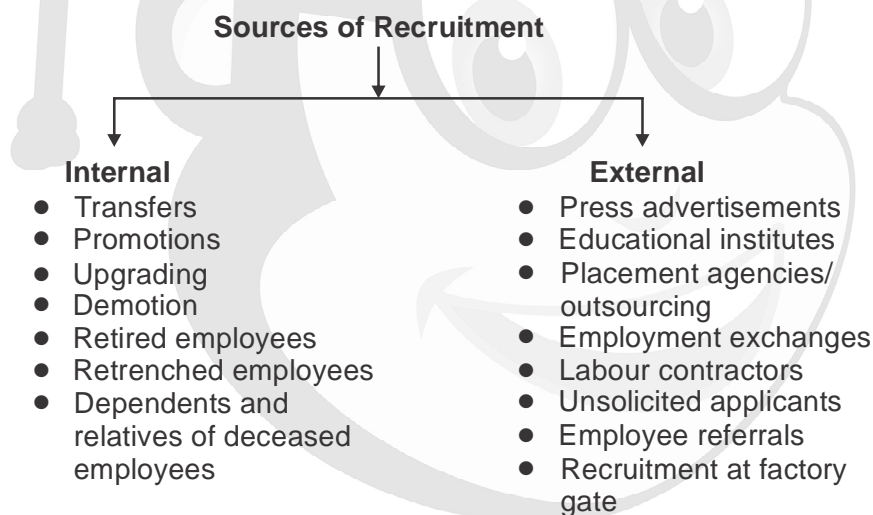 Sources of Recruitment
Internal
● Transfers
● Promotions
● Upgrading
● Demotion
● Retired employees
● Retrenched employees
● Dependents and
relatives of deceased
employees
External
● Press advertisements
● Educational institutes
● Placement agencies/
outsourcing
● Employment exchanges
● Labour contractors
● Unsolicited applicants
● Employee referrals
● Recruitment at factory
gate